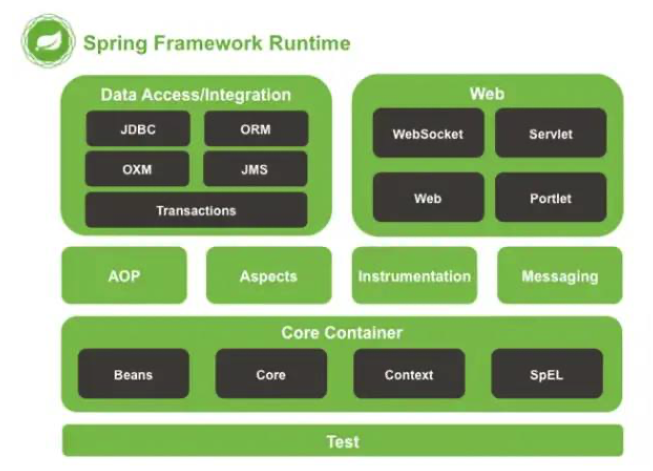 Spring Framework Runtime
Data Access/Integration
JDBC ORM
OXM JMS
Transactions
Web
WebSocket Servlet
Web Portlet
AOP Aspects Instrumentation Messaging
Core Container
Beans Core Context SpEL
Test